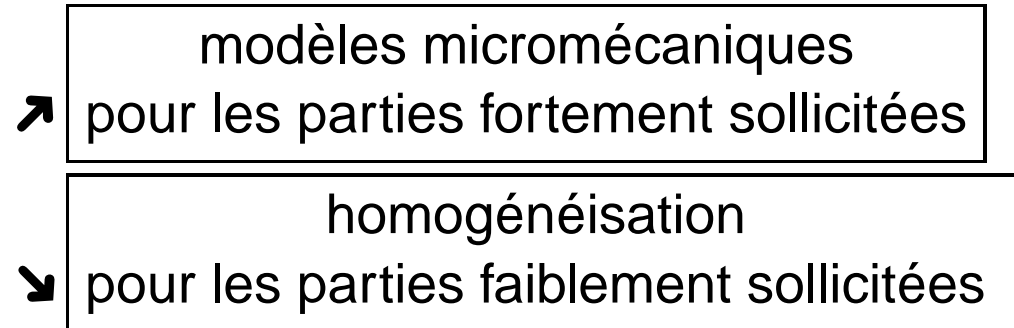 modèles micromécaniques
pour les parties fortement sollicitées
homogénéisation
pour les parties faiblement sollicitées